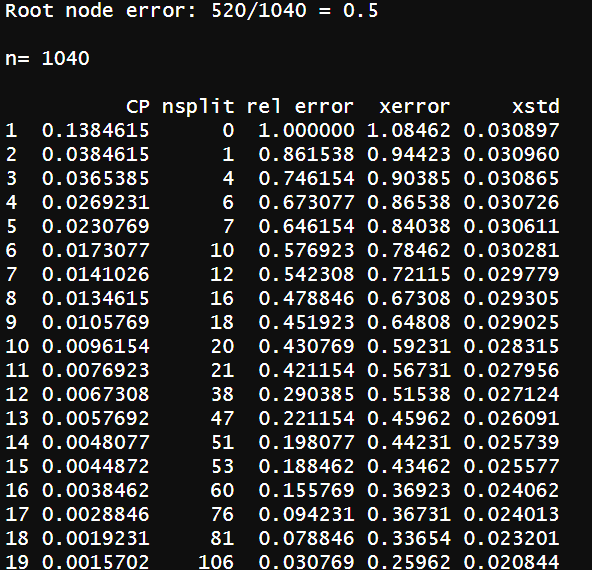 Root node error: 520/1040 = 0.5
n= 1040
CP nsplit rel error xerror xstd
1 0.1384615 0 1.000000 1.08462 0.030897
2 0.0384615 1 0.861538 0.94423 0.030960
3 0.0365385 4 0.746154 0.90385 0.030865
4 0.0269231 6 0.673077 0.86538 0.030726
5 0.0230769 7 0.646154 0.84038 0.030611
6 0.0173077 10 0.576923 0.78462 0.030281
7 0.0141026 12 0.542308 0.72115 0.029779
8 0.0134615 16 0.478846 0.67308 0.029305
9 0.0105769 18 0.451923 0.64808 0.029025
10 0.0096154 20 0.430769 0.59231 0.028315
11 0.0076923 21 0.421154 0.56731 0.027956
12 0.0067308 38 0.290385 0.51538 0.027124
13 0.0057692 47 0.221154 0.45962 0.026091
14 0.0048077 51 0.198077 0.44231 0.025739
15 0.0044872 53 0.188462 0.43462 0.025577
16 0.0038462 60 0.155769 0.36923 0.024062
17 0.0028846 76 0.094231 0.36731 0.024013
18 0.0019231 81 0.078846 0.33654 0.023201
19 0.0015702 106 0.030769 0.25962 0.020844